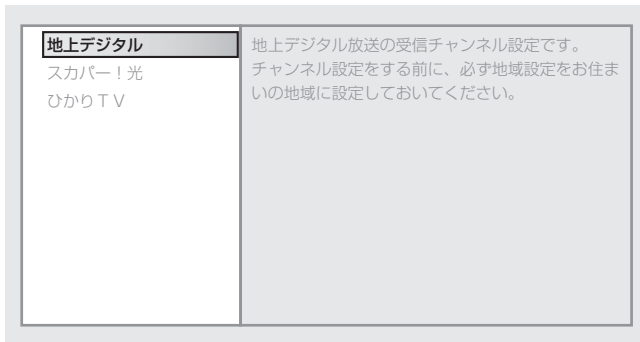 地上デジタル
スカパー！光
ひかりＴＶ
地上デジタル放送の受信チャンネル設定です。
チャンネル設定をする前に、必ず地域設定をお住ま
いの地域に設定しておいてください。